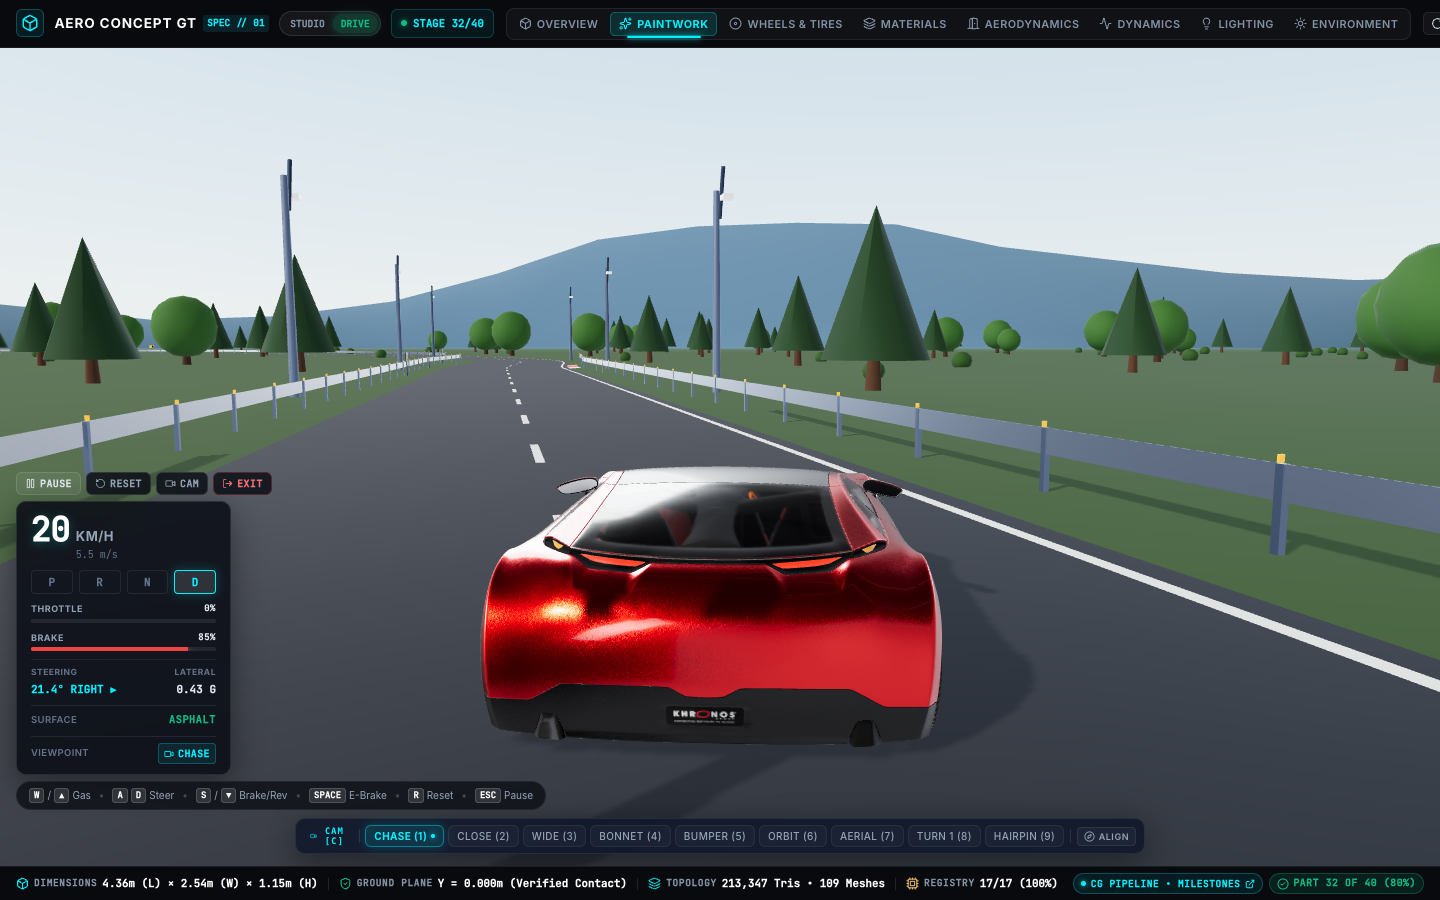 AERO CONCEPT GT SPEC // 01 STUDIO DRIVE STAGE 32/40 OVERVIEW PAINTWORK WHEELS & TIRES MATERIALS AERODYNAMICS DYNAMICS LIGHTING ENVIRONMENT
PAUSE RESET CAM EXIT
20 KM/H
5.5 m/s
P R N D
THROTTLE 0%
BRAKE 85%
STEERING LATERAL
21.4° RIGHT ▶ 0.43 G
SURFACE ASPHALT
VIEWPOINT CHASE
KHRONOS
W / ▲ Gas • A D Steer • S / ▼ Brake/Rev • SPACE E-Brake • R Reset • ESC Pause
CAM [C] CHASE (1) CLOSE (2) WIDE (3) BONNET (4) BUMPER (5) ORBIT (6) AERIAL (7) TURN 1 (8) HAIRPIN (9) ALIGN
DIMENSIONS 4.36m (L) × 2.54m (W) × 1.15m (H) GROUND PLANE Y = 0.000m (Verified Contact) TOPOLOGY 213,347 Tris • 109 Meshes REGISTRY 17/17 (100%) CG PIPELINE • MILESTONES PART 32 OF 40 (80%)